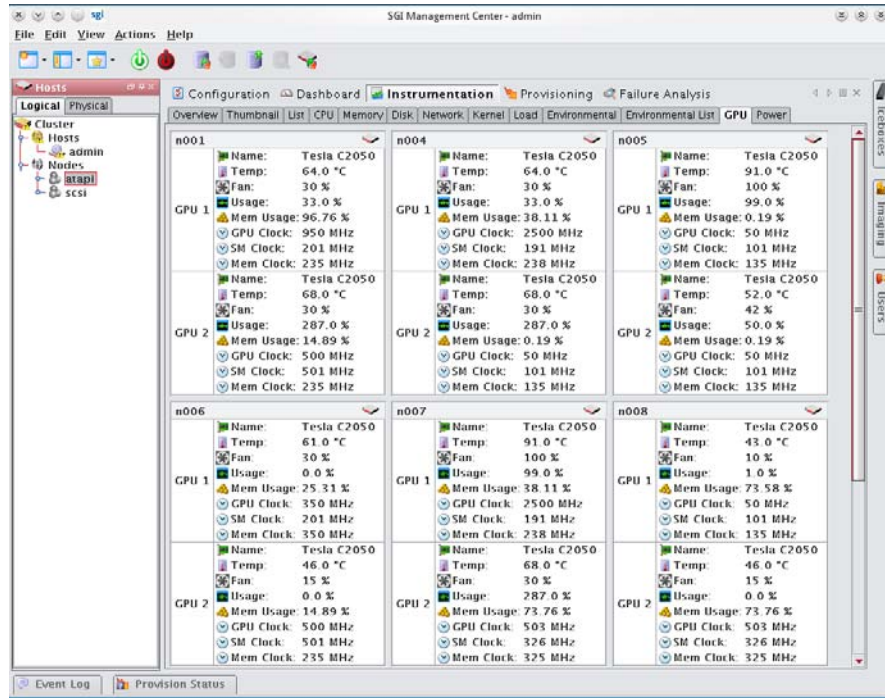 sgi
SGI Management Center - admin
File Edit View Actions Help
Hosts
Logical Physical
Cluster
Hosts
admin
Nodes
atapi
scsi
Configuration Dashboard Instrumentation Provisioning Failure Analysis
Overview Thumbnail List CPU Memory Disk Network Kernel Load Environmental Environmental List GPU Power
n001
GPU 1
Name: Tesla C2050
Temp: 64.0 °C
Fan: 30 %
Usage: 33.0 %
Mem Usage: 96.76 %
GPU Clock: 950 MHz
SM Clock: 201 MHz
Mem Clock: 235 MHz
GPU 2
Name: Tesla C2050
Temp: 68.0 °C
Fan: 30 %
Usage: 287.0 %
Mem Usage: 14.89 %
GPU Clock: 500 MHz
SM Clock: 501 MHz
Mem Clock: 235 MHz
n004
GPU 1
Name: Tesla C2050
Temp: 64.0 °C
Fan: 30 %
Usage: 33.0 %
Mem Usage: 38.11 %
GPU Clock: 2500 MHz
SM Clock: 191 MHz
Mem Clock: 238 MHz
GPU 2
Name: Tesla C2050
Temp: 68.0 °C
Fan: 30 %
Usage: 287.0 %
Mem Usage: 0.19 %
GPU Clock: 50 MHz
SM Clock: 101 MHz
Mem Clock: 135 MHz
n005
GPU 1
Name: Tesla C2050
Temp: 91.0 °C
Fan: 100 %
Usage: 99.0 %
Mem Usage: 0.19 %
GPU Clock: 50 MHz
SM Clock: 101 MHz
Mem Clock: 135 MHz
GPU 2
Name: Tesla C2050
Temp: 52.0 °C
Fan: 42 %
Usage: 50.0 %
Mem Usage: 0.19 %
GPU Clock: 50 MHz
SM Clock: 101 MHz
Mem Clock: 135 MHz
n006
GPU 1
Name: Tesla C2050
Temp: 61.0 °C
Fan: 30 %
Usage: 0.0 %
Mem Usage: 25.31 %
GPU Clock: 350 MHz
SM Clock: 201 MHz
Mem Clock: 350 MHz
GPU 2
Name: Tesla C2050
Temp: 46.0 °C
Fan: 15 %
Usage: 0.0 %
Mem Usage: 14.89 %
GPU Clock: 500 MHz
SM Clock: 501 MHz
Mem Clock: 235 MHz
n007
GPU 1
Name: Tesla C2050
Temp: 91.0 °C
Fan: 100 %
Usage: 99.0 %
Mem Usage: 38.11 %
GPU Clock: 2500 MHz
SM Clock: 191 MHz
Mem Clock: 238 MHz
GPU 2
Name: Tesla C2050
Temp: 68.0 °C
Fan: 30 %
Usage: 287.0 %
Mem Usage: 73.76 %
GPU Clock: 503 MHz
SM Clock: 326 MHz
Mem Clock: 325 MHz
n008
GPU 1
Name: Tesla C2050
Temp: 43.0 °C
Fan: 10 %
Usage: 1.0 %
Mem Usage: 73.58 %
GPU Clock: 50 MHz
SM Clock: 101 MHz
Mem Clock: 135 MHz
GPU 2
Name: Tesla C2050
Temp: 46.0 °C
Fan: 15 %
Usage: 0.0 %
Mem Usage: 73.76 %
GPU Clock: 503 MHz
SM Clock: 326 MHz
Mem Clock: 325 MHz
Iceboxes
Imaging
Users
Event Log Provision Status